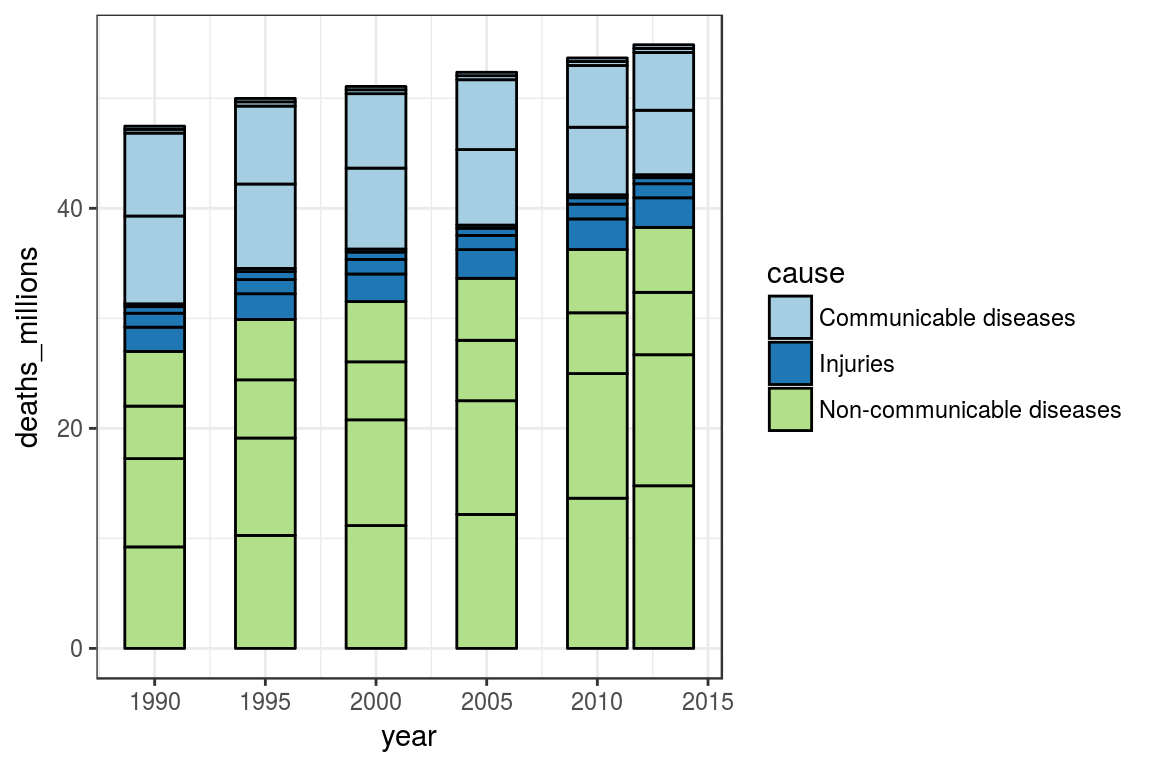 deaths_millions
40
20
0
1990 1995 2000 2005 2010 2015
year
cause
Communicable diseases
Injuries
Non-communicable diseases